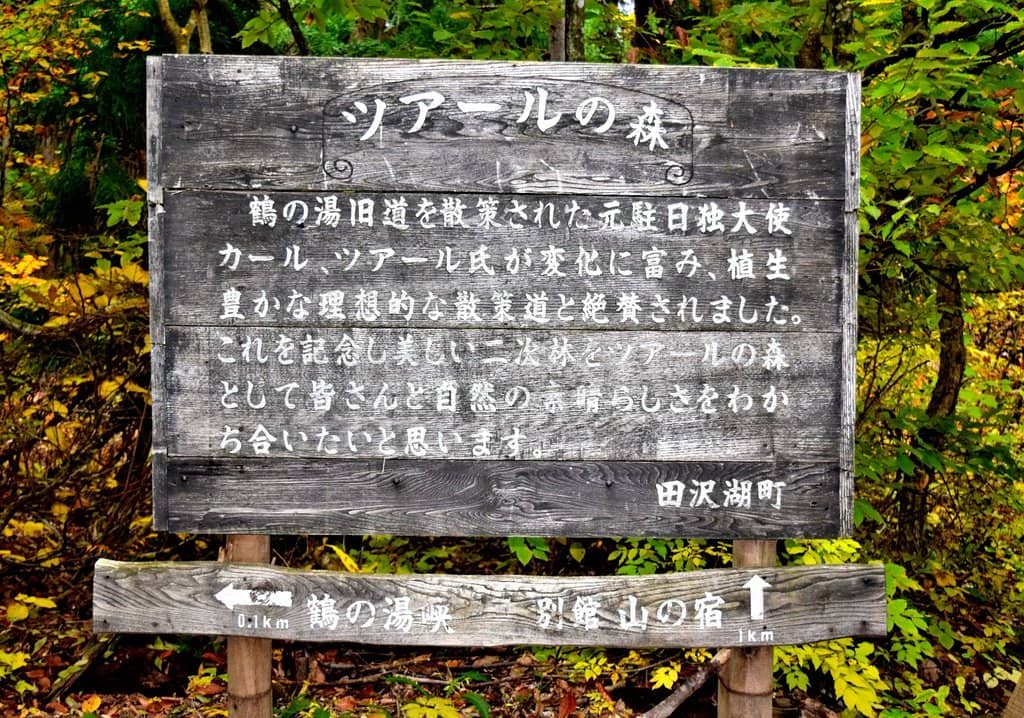 ツアールの森
鶴の湯旧道を散策された元駐日独大使
カール、ツアール氏が変化に富み、植生
豊かな理想的な散策道と絶賛されました。
これを記念し美しい二次林をツアールの森
として皆さんと自然の素晴らしさをわか
ち合いたいと思います。
田沢湖町
鶴の湯峡 別館 山の宿
0.1km 1km